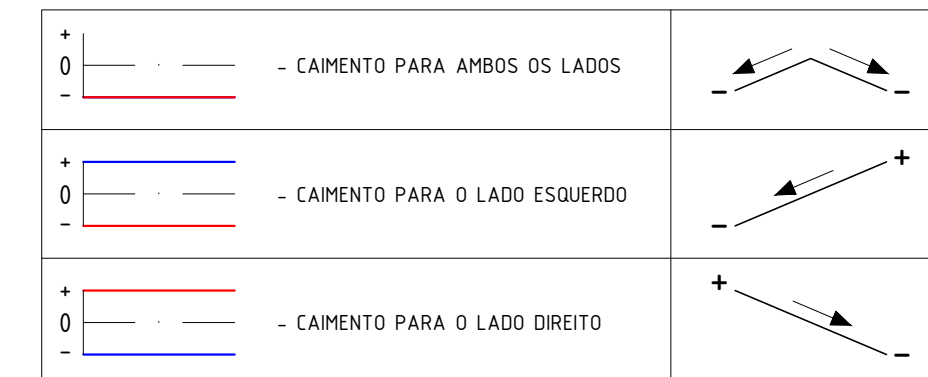 +
0 - CAIMENTO PARA AMBOS OS LADOS
- - -
+ +
0 - CAIMENTO PARA O LADO ESQUERDO
- -
+ +
0 - CAIMENTO PARA O LADO DIREITO
- -